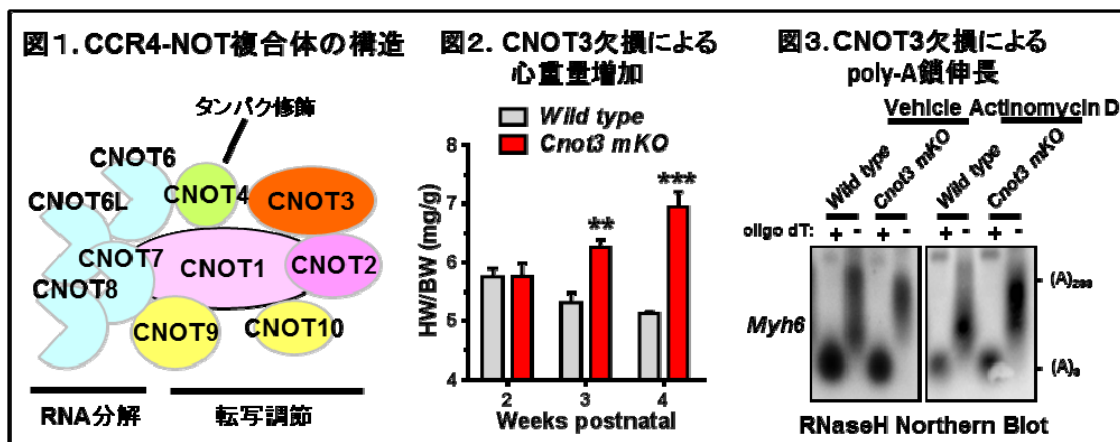 図1. CCR4-NOT複合体の構造
タンパク修飾
CNOT6
CNOT4
CNOT6L
CNOT3
CNOT7
CNOT1
CNOT2
CNOT8
CNOT9
CNOT10
RNA分解
転写調節
図2. CNOT3欠損による
心重量増加
Wild type
Cnot3 mKO
HW/BW (mg/g)
8
7
6
5
4
**
***
2
3
4
Weeks postnatal
図3. CNOT3欠損による
poly-A鎖伸長
Vehicle Actinomycin D
Wild type
Cnot3 mKO
Wild type
Cnot3 mKO
oligo dT: + - + - + - + -
Myh6
(A)₀
RNaseH Northern Blot